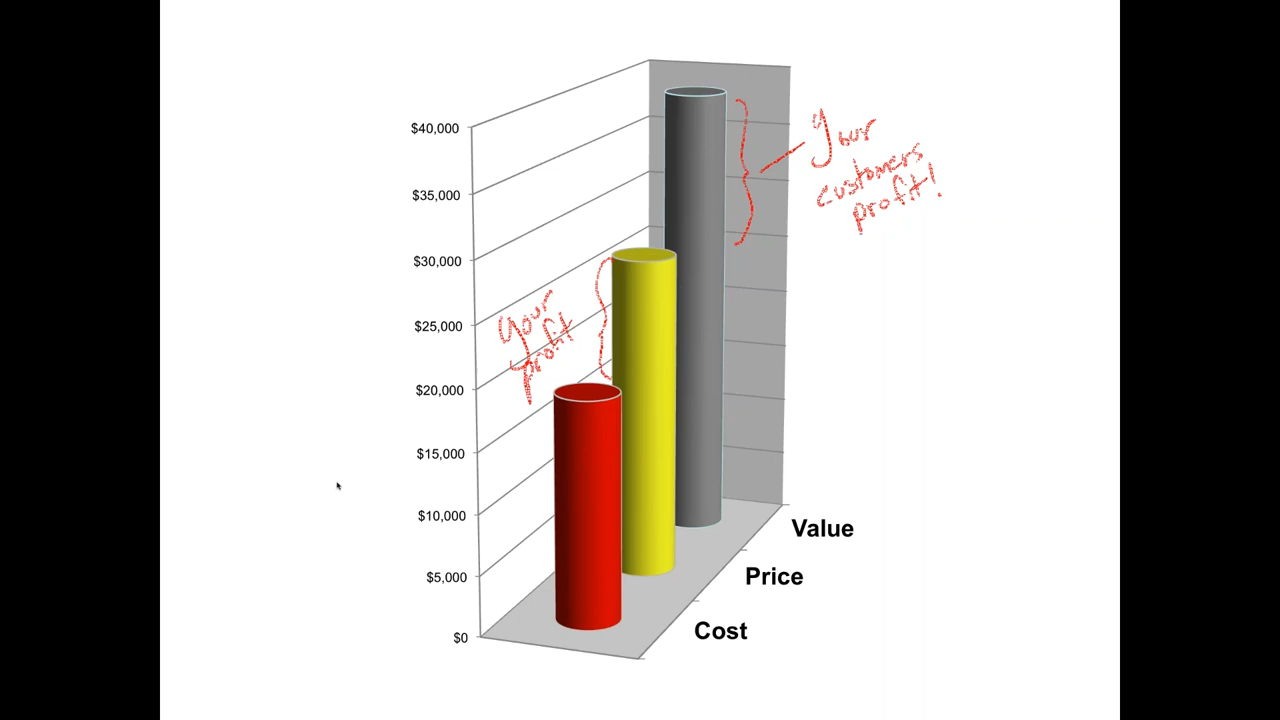 $40,000
$35,000
$30,000
$25,000
$20,000
$15,000
$10,000
$5,000
$0
Your
customers
profit!
your
profit
Value
Price
Cost